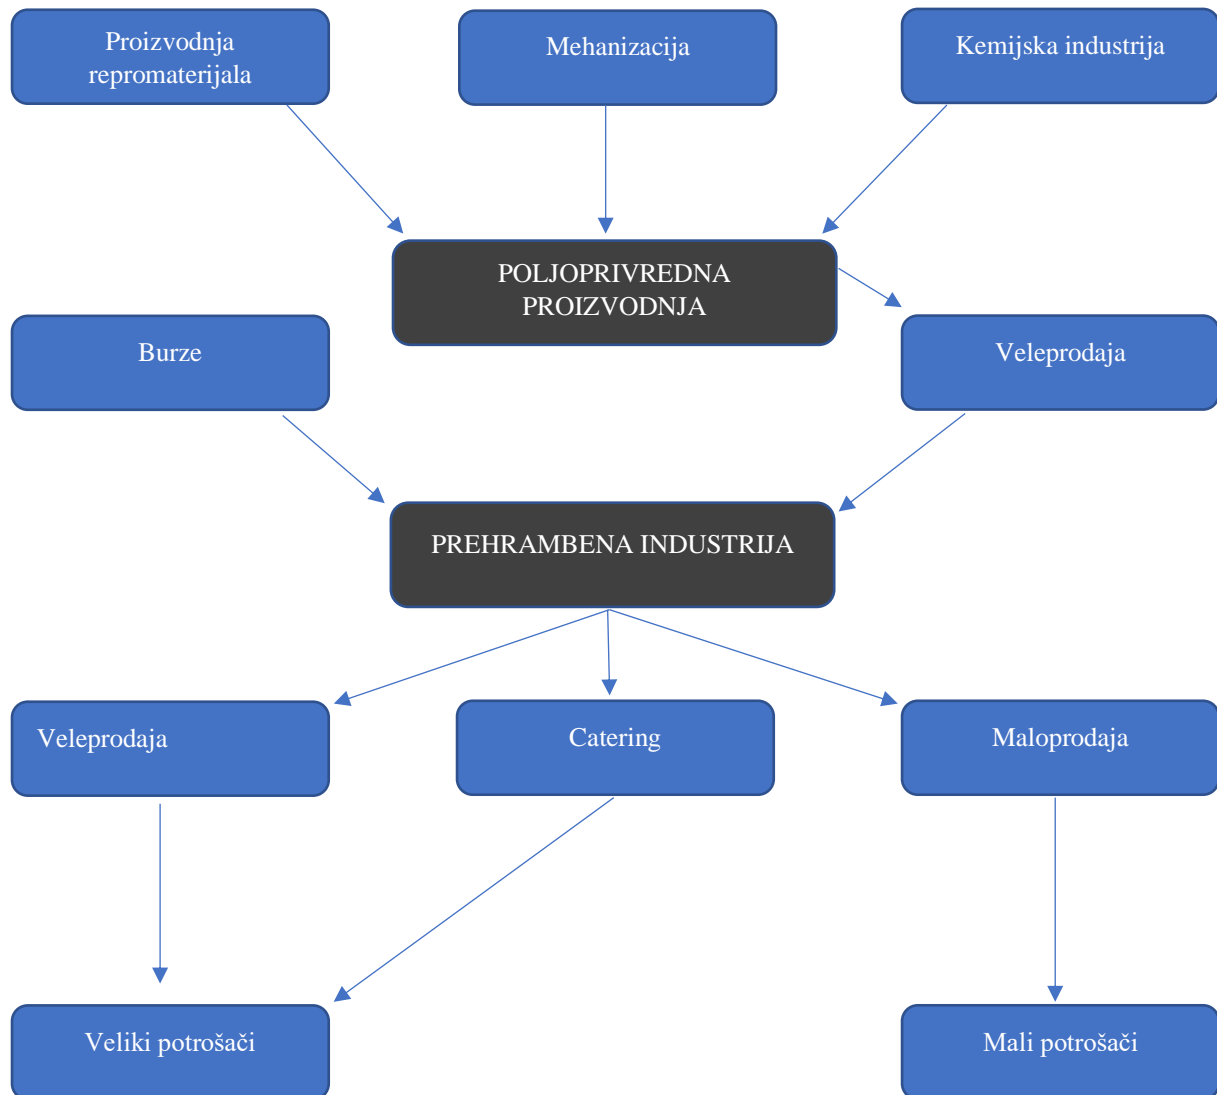 Proizvodnja
repromaterijala
Mehanizacija
Kemijska industrija
POLJOPRIVREDNA
PROIZVODNJA
Burze
Veleprodaja
PREHRAMBENA INDUSTRIJA
Veleprodaja
Catering
Maloprodaja
Veliki potrošači
Mali potrošači